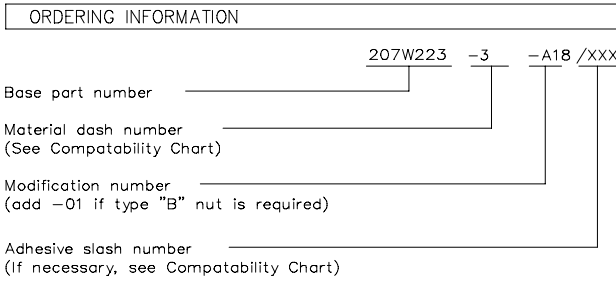 ORDERING INFORMATION
207W223 -3 -A18 /XXX
Base part number
Material dash number
(See Compatability Chart)
Modification number
(add -01 if type "B" nut is required)
Adhesive slash number
(If necessary, see Compatability Chart)